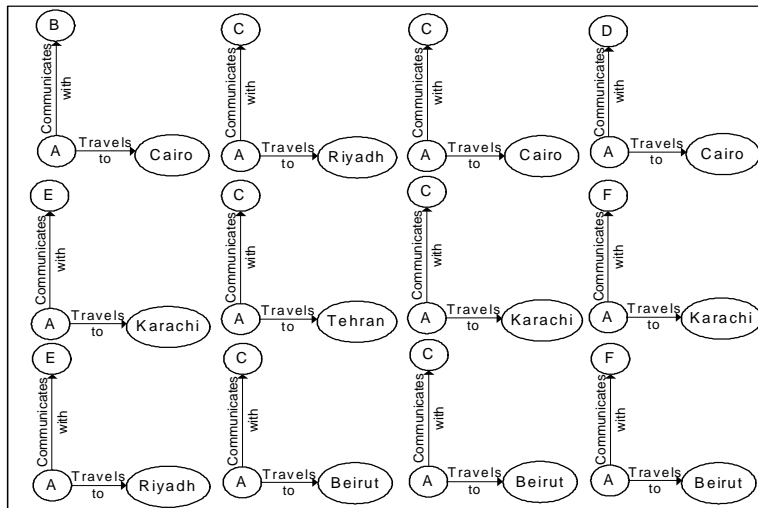 B C C D
Communicates with Communicates with Communicates with Communicates with
A Travels to Cairo A Travels to Riyadh A Travels to Cairo A Travels to Cairo
E C C F
Communicates with Communicates with Communicates with Communicates with
A Travels to Karachi A Travels to Tehran A Travels to Karachi A Travels to Karachi
E C C F
Communicates with Communicates with Communicates with Communicates with
A Travels to Riyadh A Travels to Beirut A Travels to Beirut A Travels to Beirut